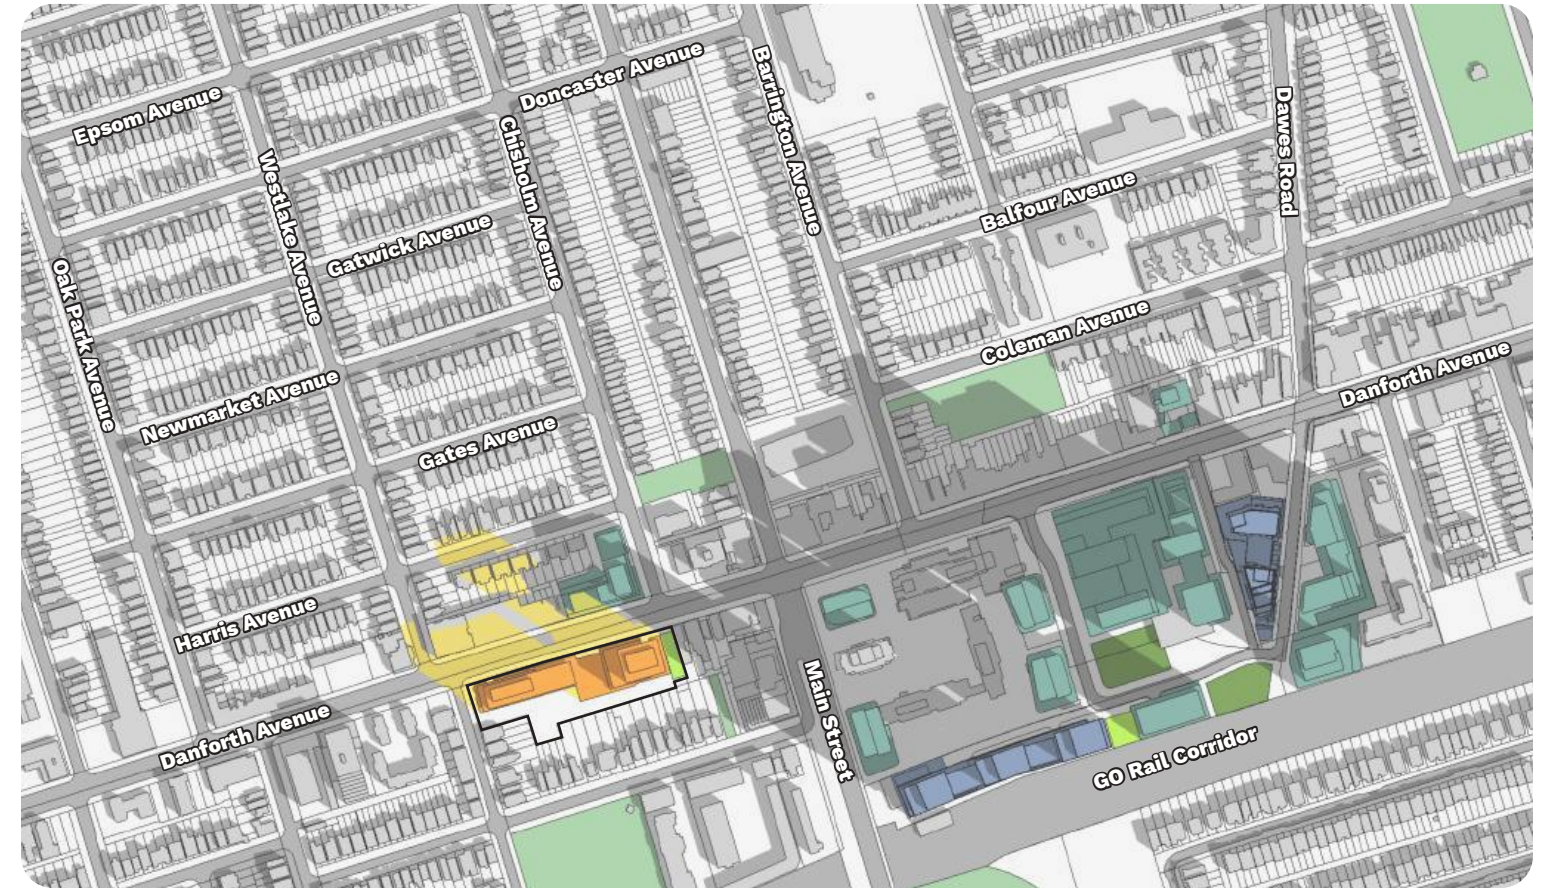 Epsom Avenue
Doncaster Avenue
Barrington Avenue
Dawes Road
Westlake Avenue
Chisholm Avenue
Gatwick Avenue
Balfour Avenue
Oak Park Avenue
Coleman Avenue
Newmarket Avenue
Danforth Avenue
Gates Avenue
Harris Avenue
Danforth Avenue
Main Street
GO Rail Corridor